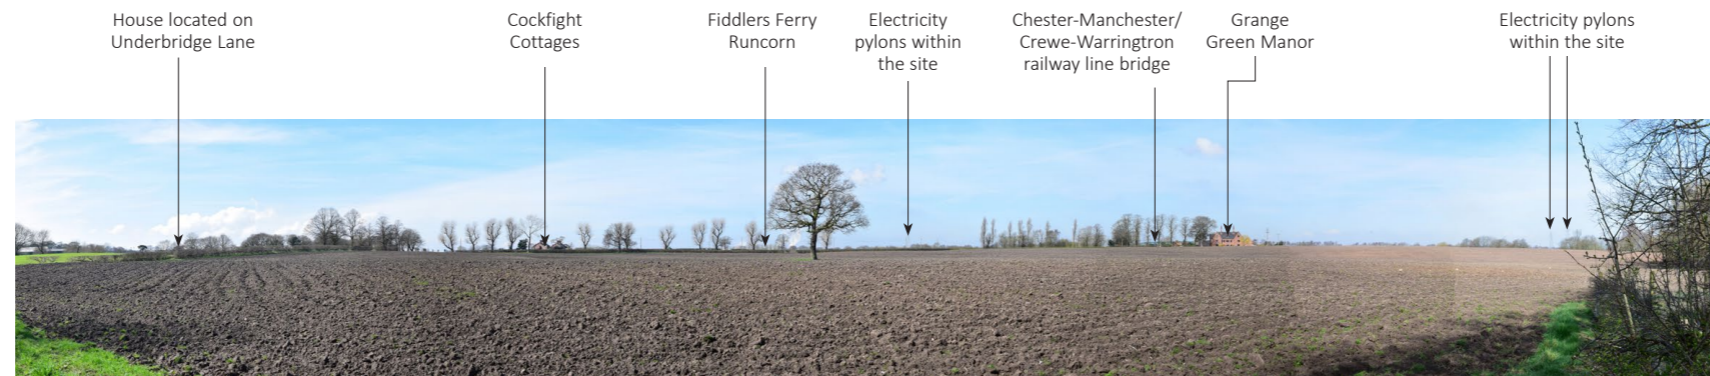 House located on
Underbridge Lane
Cockfight
Cottages
Fiddlers Ferry
Runcorn
Electricity
pylons within
the site
Chester-Manchester/
Crewe-Warrington
railway line bridge
Grange
Green Manor
Electricity pylons
within the site